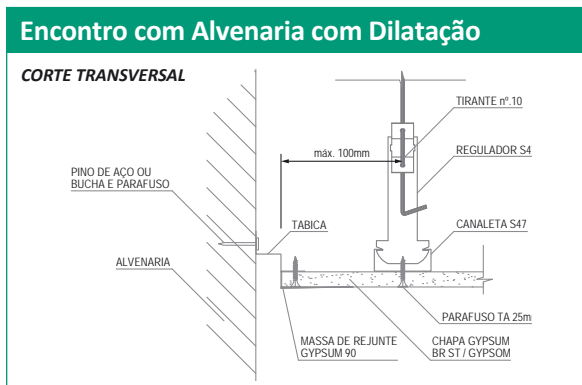 Encontro com Alvenaria com Dilatação
CORTE TRANSVERSAL
TIRANTE nº.10
máx. 100mm
REGULADOR S4
PINO DE AÇO OU
BUCHA E PARAFUSO
TABICA
CANALETA S47
ALVENARIA
PARAFUSO TA 25m
MASSA DE REJUNTE
GYPSUM 90
CHAPA GYPSUM
BR ST / GYPSOM